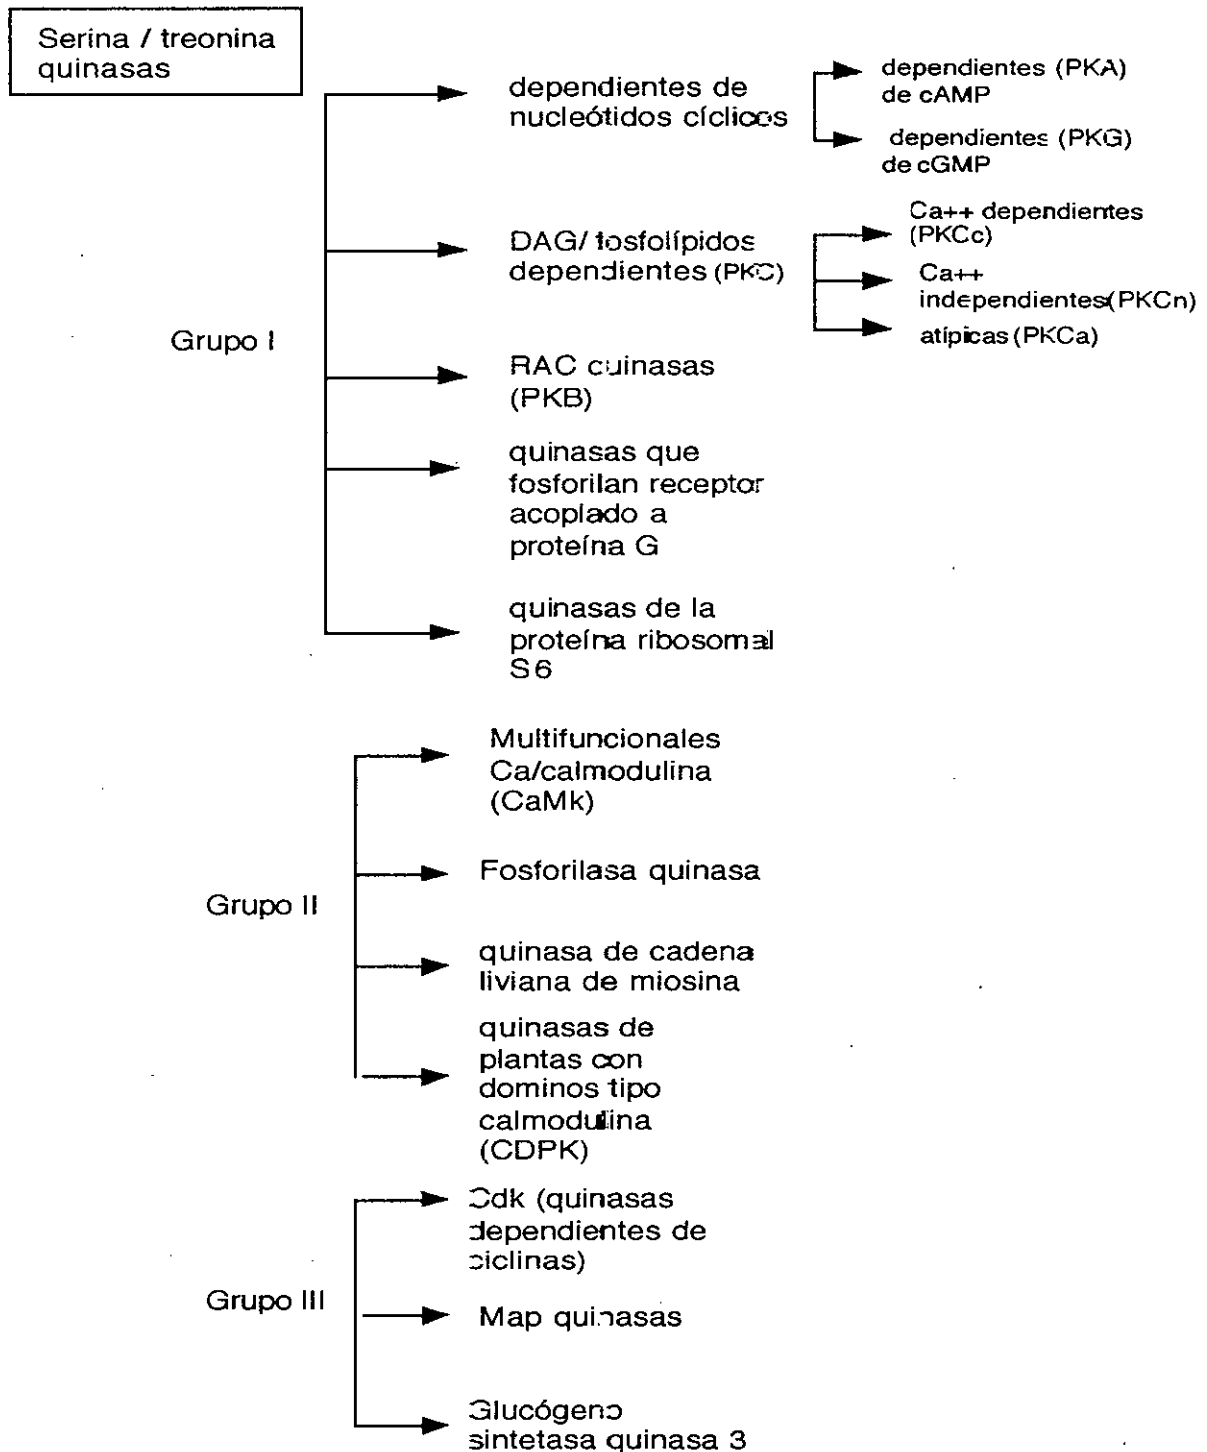 Serina / treonina
quinasas
dependientes de
nucleótidos cíclicos
dependientes (PKA)
de cAMP
dependientes (PKG)
de cGMP
Grupo I
DAG/ fosfolípidos
dependientes (PKC)
Ca++ dependientes
(PKCc)
Ca++
independientes(PKCn)
atípicas (PKCa)
RAC quinasas
(PKB)
quinasas que
fosforilan receptor
acoplado a
proteína G
quinasas de la
proteína ribosomal
S6
Grupo II
Multifuncionales
Ca/calmodulina
(CaMk)
Fosforilasa quinasa
quinasa de cadena
liviana de miosina
quinasas de
plantas con
dominos tipo
calmodulina
(CDPK)
Grupo III
Cdk (quinasas
dependientes de
ciclinas)
Map quinasas
Glucógeno
sintetasa quinasa 3